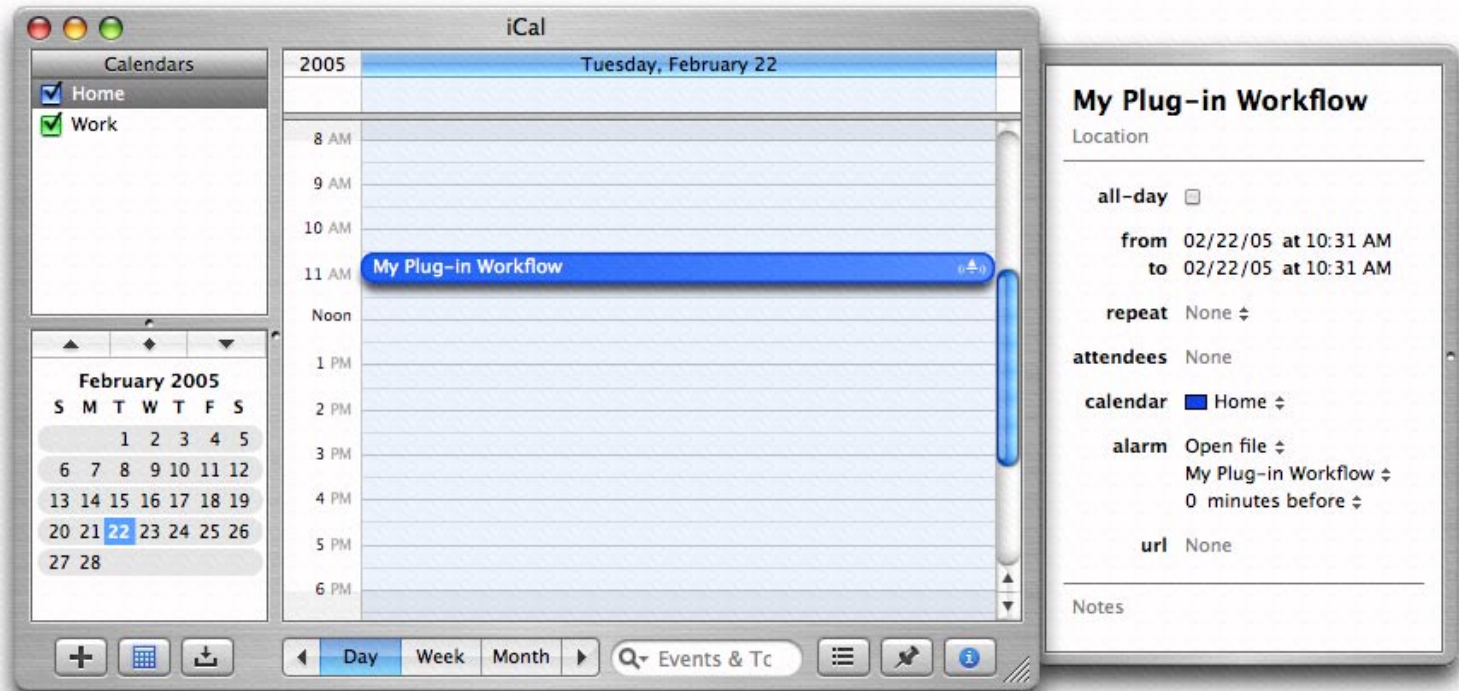 iCal
Calendars
Home
Work
February 2005
S M T W T F S
1 2 3 4 5
6 7 8 9 10 11 12
13 14 15 16 17 18 19
20 21 22 23 24 25 26
27 28
2005
Tuesday, February 22
8 AM
9 AM
10 AM
11 AM
My Plug-in Workflow
Noon
1 PM
2 PM
3 PM
4 PM
5 PM
6 PM
Day
Week
Month
Events & To
My Plug-in Workflow
Location
all-day
from 02/22/05 at 10:31 AM
to 02/22/05 at 10:31 AM
repeat None
attendees None
calendar Home
alarm Open file
My Plug-in Workflow
0 minutes before
url None
Notes